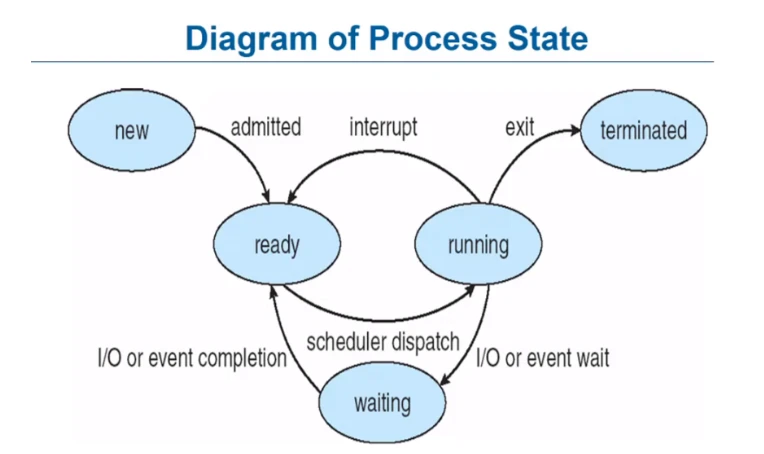 Diagram of Process State
new
admitted
interrupt
exit
terminated
ready
running
scheduler dispatch
I/O or event completion
I/O or event wait
waiting